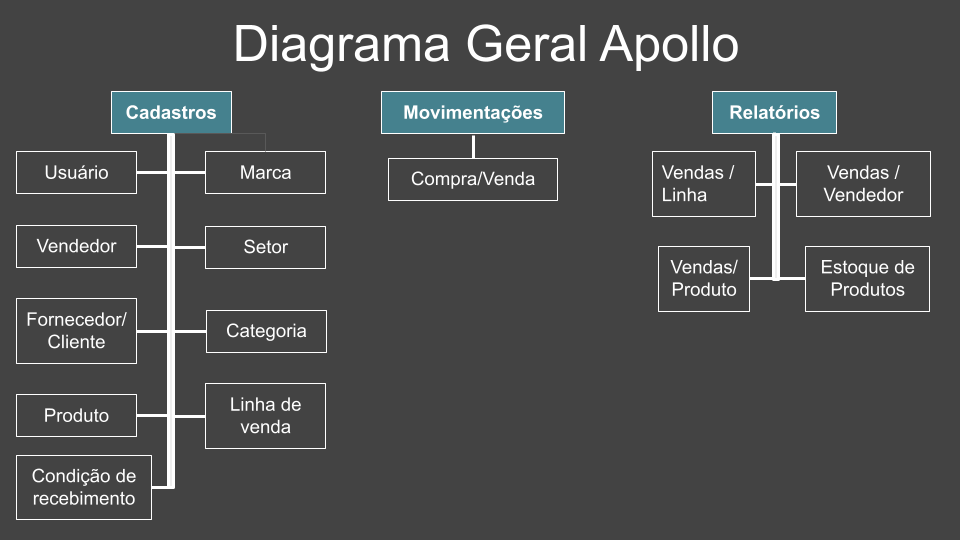 Diagrama Geral Apollo
Cadastros
Usuário
Marca
Vendedor
Setor
Fornecedor/
Cliente
Categoria
Produto
Linha de
venda
Condição de
recebimento
Movimentações
Compra/Venda
Relatórios
Vendas /
Linha
Vendas /
Vendedor
Vendas/
Produto
Estoque de
Produtos